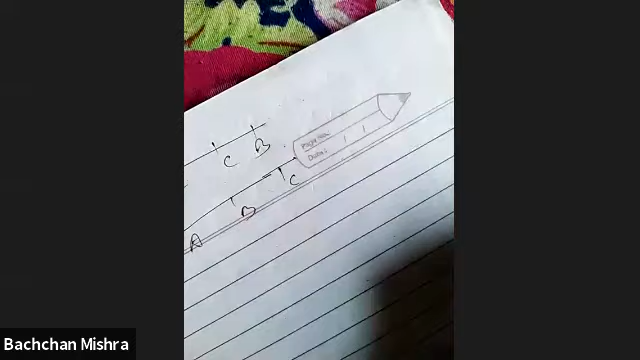 C B
Page No.
Date: / /
A B C
Bachchan Mishra